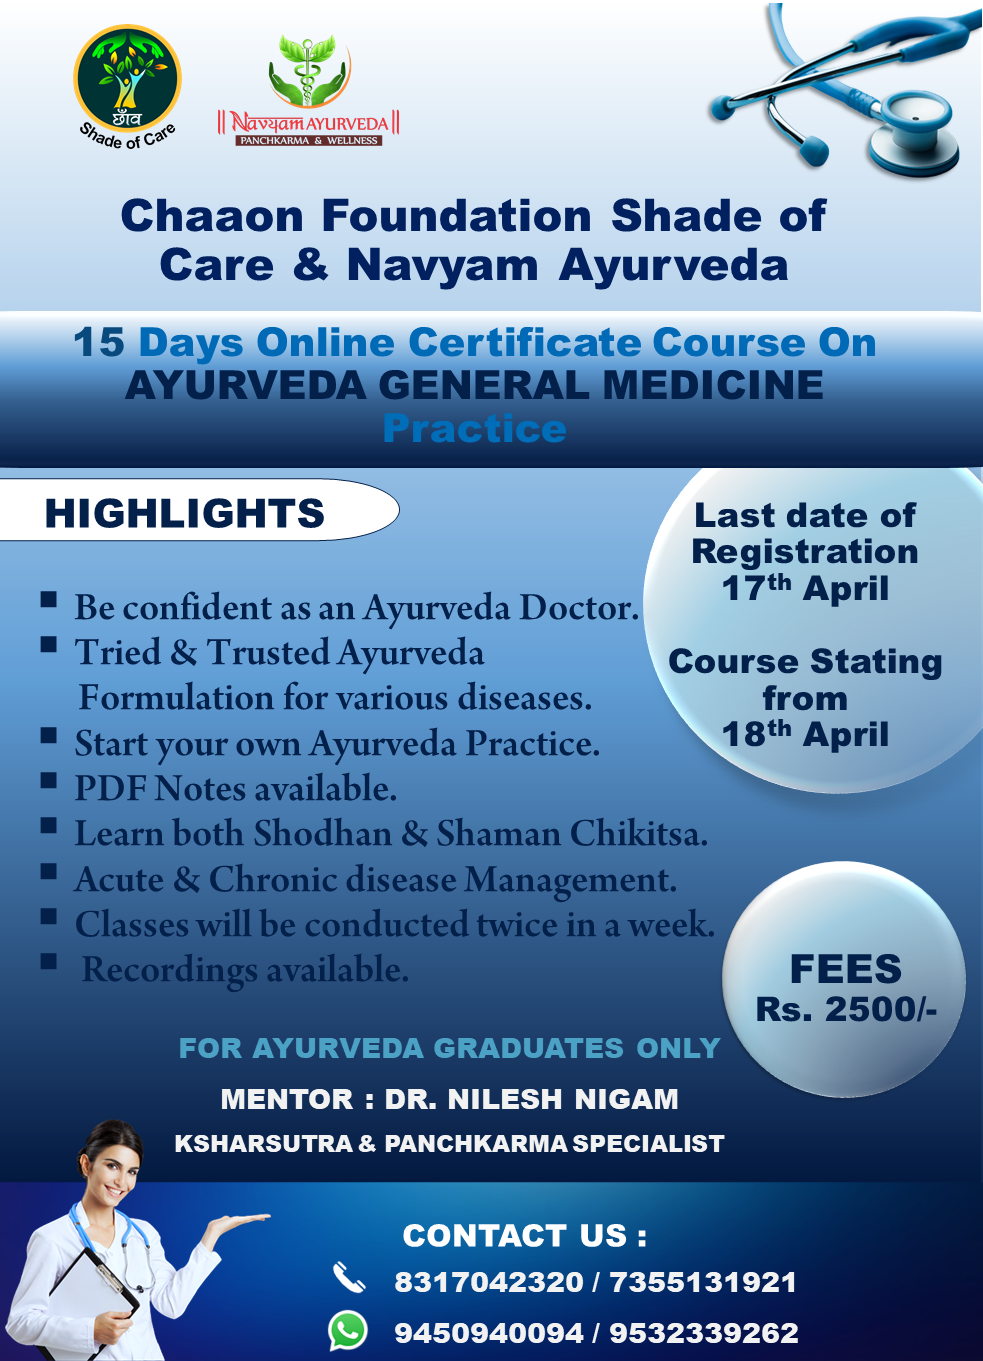 छाँव
Shade of Care
|| Navyam AYURVEDA ||
PANCHKARMA & WELLNESS
Chaaon Foundation Shade of
Care & Navyam Ayurveda
15 Days Online Certificate Course On
AYURVEDA GENERAL MEDICINE
Practice
HIGHLIGHTS
Last date of
Registration
17th April
Course Stating
from
18th April
▪ Be confident as an Ayurveda Doctor.
▪ Tried & Trusted Ayurveda
Formulation for various diseases.
▪ Start your own Ayurveda Practice.
▪ PDF Notes available.
▪ Learn both Shodhan & Shaman Chikitsa.
▪ Acute & Chronic disease Management.
▪ Classes will be conducted twice in a week.
▪ Recordings available.
FEES
Rs. 2500/-
FOR AYURVEDA GRADUATES ONLY
MENTOR : DR. NILESH NIGAM
KSHARSUTRA & PANCHKARMA SPECIALIST
CONTACT US :
8317042320 / 7355131921
9450940094 / 9532339262